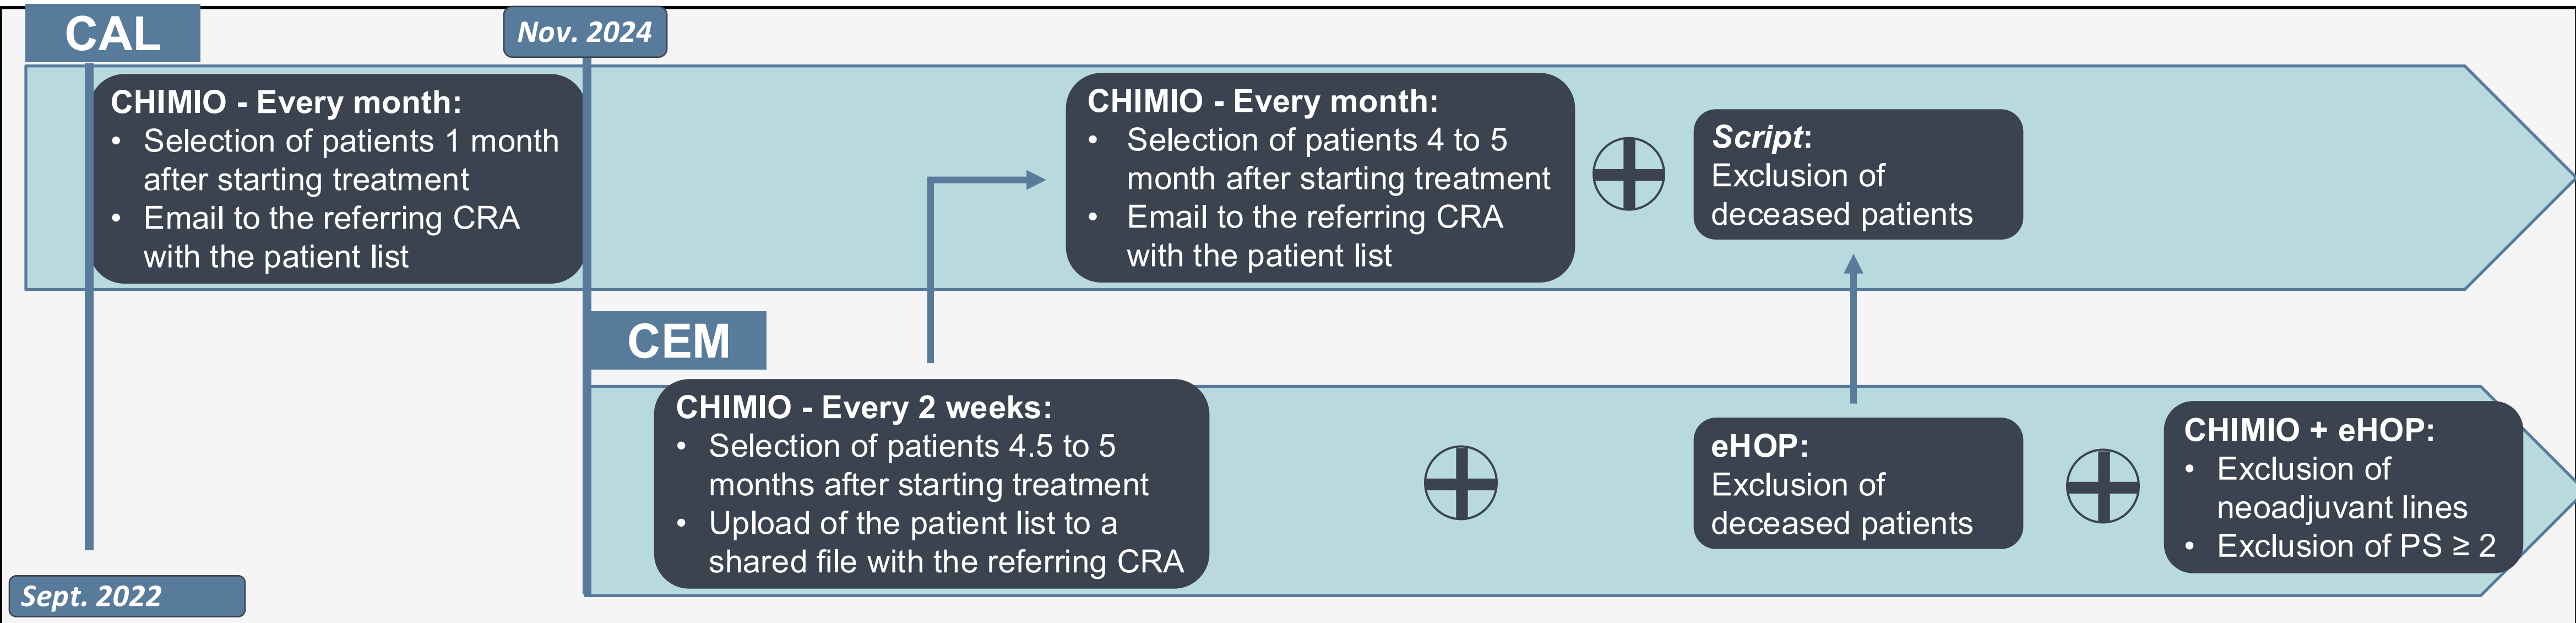 CAL
Nov. 2024
CHIMIO - Every month:
• Selection of patients 1 month
after starting treatment
• Email to the referring CRA
with the patient list
CHIMIO - Every month:
• Selection of patients 4 to 5
month after starting treatment
• Email to the referring CRA
with the patient list
Script:
Exclusion of
deceased patients
CEM
CHIMIO - Every 2 weeks:
• Selection of patients 4.5 to 5
months after starting treatment
• Upload of the patient list to a
shared file with the referring CRA
eHOP:
Exclusion of
deceased patients
CHIMIO + eHOP:
• Exclusion of
neoadjuvant lines
• Exclusion of PS ≥ 2
Sept. 2022